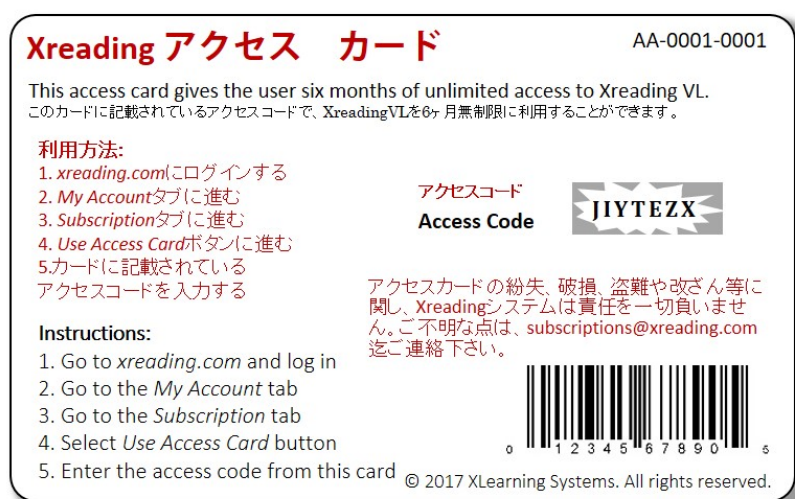 Xreading アクセス　カード
AA-0001-0001
This access card gives the user six months of unlimited access to Xreading VL.
このカードに記載されているアクセスコードで、XreadingVLを6ヶ月無制限に利用することができます。
利用方法:
1. xreading.comにログインする
2. My Accountタブに進む
3. Subscriptionタブに進む
4. Use Access Cardボタンに進む
5.カードに記載されている
アクセスコードを入力する
アクセスコード
Access Code
JIYTEZX
アクセスカードの紛失、破損、盗難や改ざん等に
関し、Xreadingシステムは責任を一切負いませ
ん。ご不明な点は、subscriptions@xreading.com
迄ご連絡下さい。
Instructions:
1. Go to xreading.com and log in
2. Go to the My Account tab
3. Go to the Subscription tab
4. Select Use Access Card button
5. Enter the access code from this card
0 12345 67890 5
© 2017 XLearning Systems. All rights reserved.